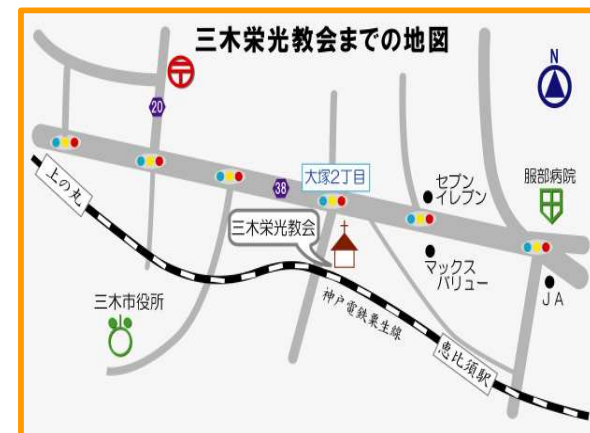 三木栄光教会までの地図
N
20
上の丸
38
大塚2丁目
セブン
イレブン
服部病院
三木栄光教会
マックス
バリュー
JA
三木市役所
神戸電鉄粟生線
恵比須駅